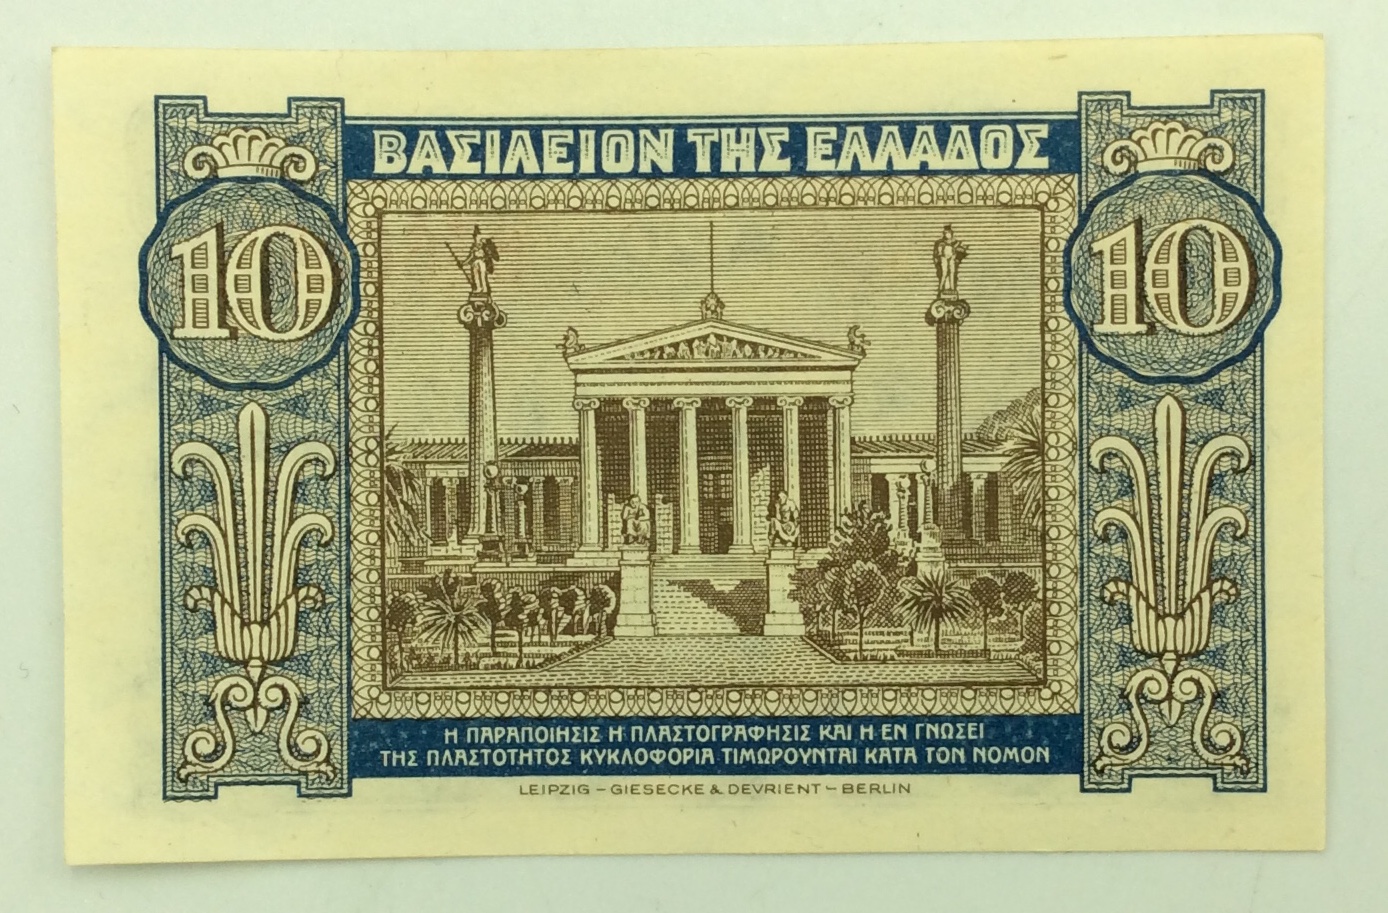 ΒΑΣΙΛΕΙΟΝ ΤΗΣ ΕΛΛΑΔΟΣ
10 10
Η ΠΑΡΑΠΟΙΗΣΙΣ Η ΠΛΑΣΤΟΓΡΑΦΗΣΙΣ ΚΑΙ Η ΕΝ ΓΝΩΣΕΙ
ΤΗΣ ΠΛΑΣΤΟΤΗΤΟΣ ΚΥΚΛΟΦΟΡΙΑ ΤΙΜΩΡΟΥΝΤΑΙ ΚΑΤΑ ΤΟΝ ΝΟΜΟΝ
LEIPZIG – GIESECKE & DEVRIENT – BERLIN